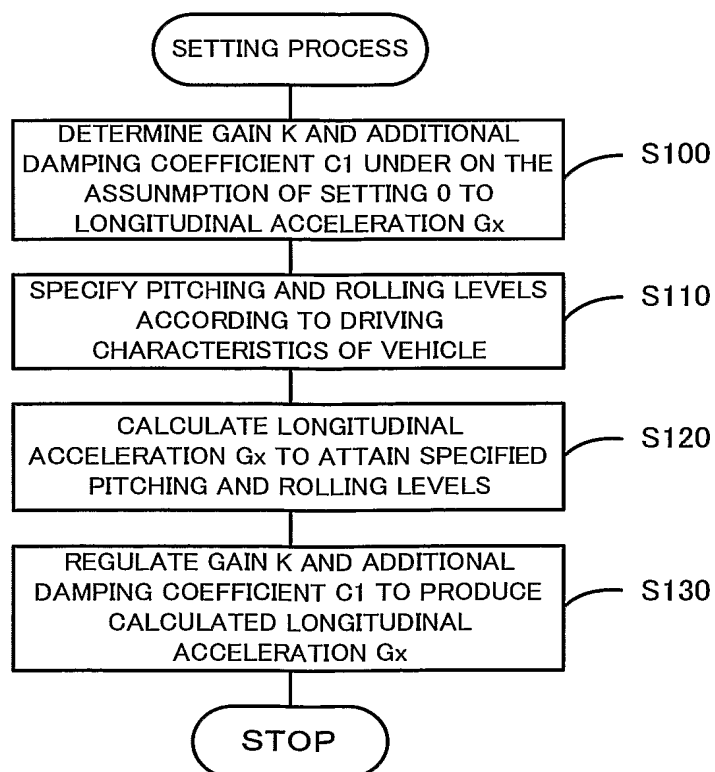 SETTING PROCESS
DETERMINE GAIN K AND ADDITIONAL
DAMPING COEFFICIENT C1 UNDER ON THE
ASSUNMPTION OF SETTING 0 TO
LONGITUDINAL ACCELERATION Gx
S100
SPECIFY PITCHING AND ROLLING LEVELS
ACCORDING TO DRIVING
CHARACTERISTICS OF VEHICLE
S110
CALCULATE LONGITUDINAL
ACCELERATION Gx TO ATTAIN SPECIFIED
PITCHING AND ROLLING LEVELS
S120
REGULATE GAIN K AND ADDITIONAL
DAMPING COEFFICIENT C1 TO PRODUCE
CALCULATED LONGITUDINAL
ACCELERATION Gx
S130
STOP